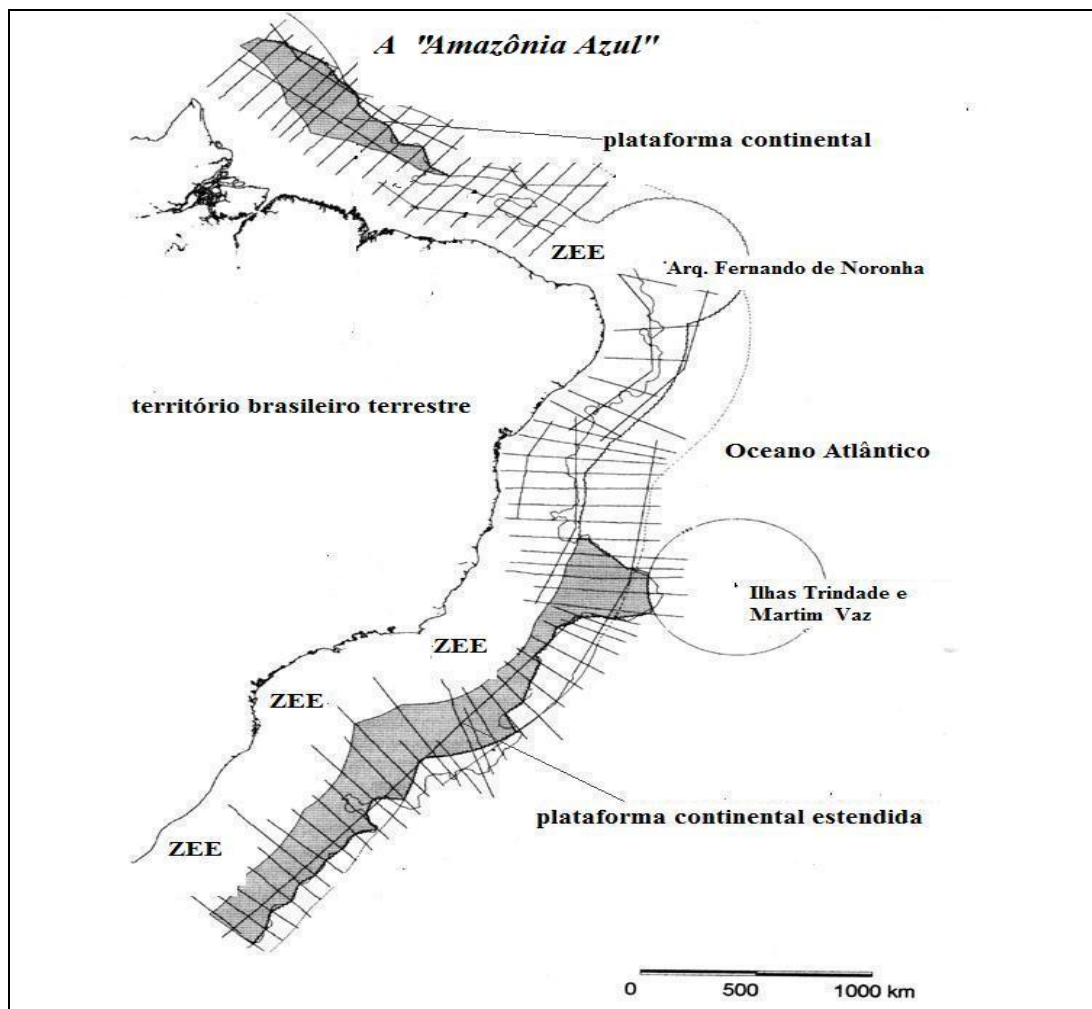 A "Amazônia Azul"
plataforma continental
ZEE
Arq. Fernando de Noronha
território brasileiro terrestre
Oceano Atlântico
Ilhas Trindade e
Martim Vaz
ZEE
ZEE
plataforma continental estendida
ZEE
0 500 1000 km